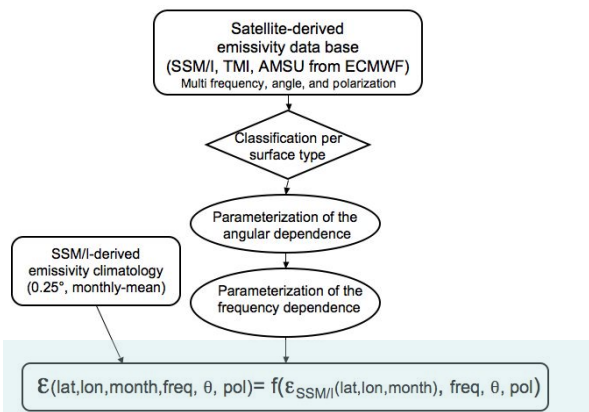 Satellite-derived
emissivity data base
(SSM/I, TMI, AMSU from ECMWF)
Multi frequency, angle, and polarization
Classification per
surface type
Parameterization of the
angular dependence
SSM/I-derived
emissivity climatology
(0.25°, monthly-mean)
Parameterization of the
frequency dependence
Ɛ(lat,lon,month,freq, θ, pol)= f(ε_SSM/I(lat,lon,month), freq, θ, pol)